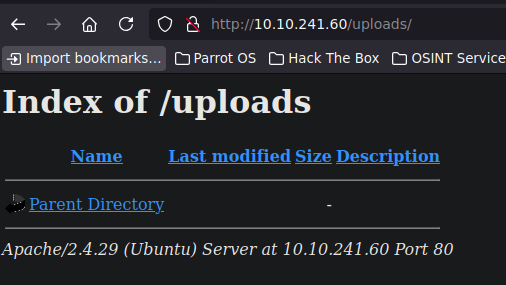 http://10.10.241.60/uploads/
Import bookmarks... Parrot OS Hack The Box OSINT Service
Index of /uploads
Name Last modified Size Description
Parent Directory -
Apache/2.4.29 (Ubuntu) Server at 10.10.241.60 Port 80